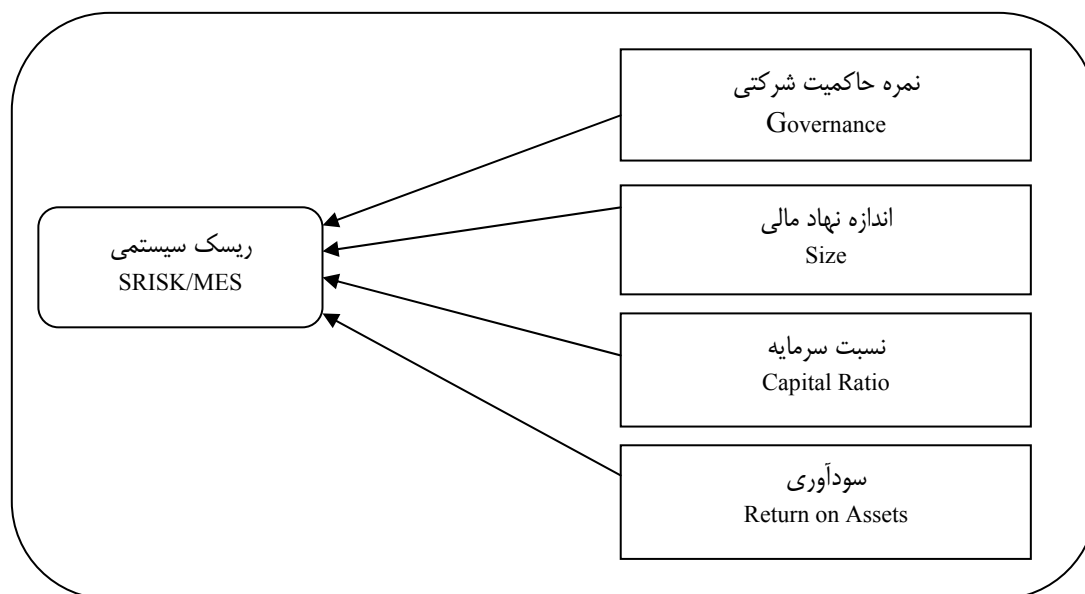 نمره حاکمیت شرکتی
Governance
اندازه نهاد مالی
Size
ریسک سیستمی
SRISK/MES
نسبت سرمایه
Capital Ratio
سودآوری
Return on Assets